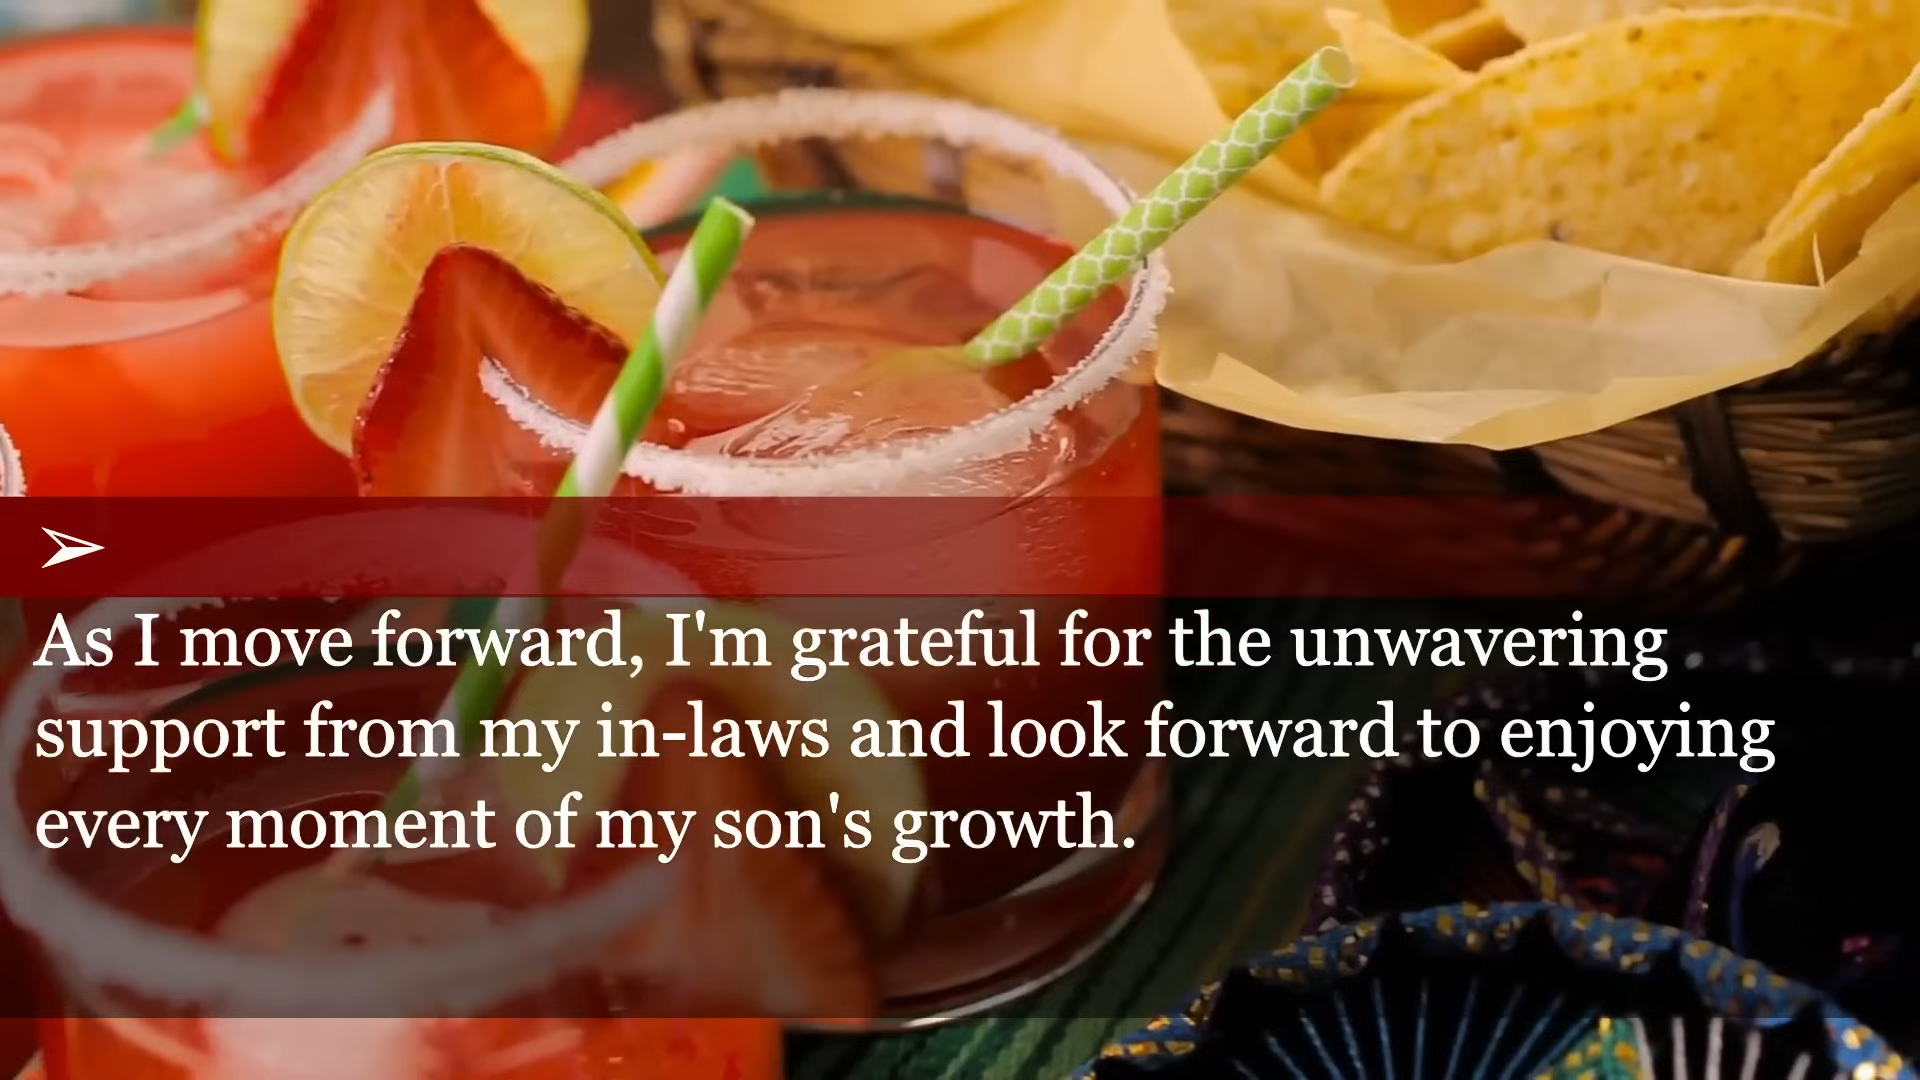 As I move forward, I'm grateful for the unwavering
support from my in-laws and look forward to enjoying
every moment of my son's growth.